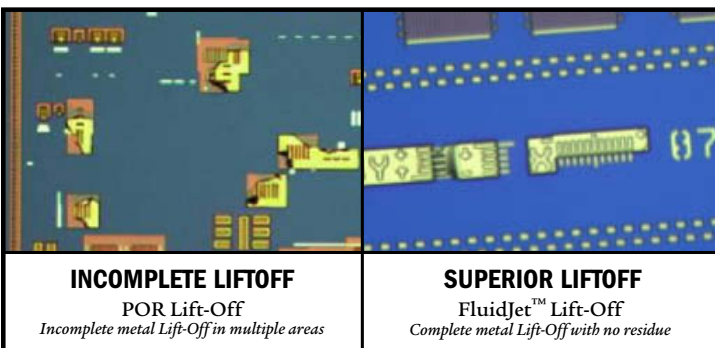 07
INCOMPLETE LIFTOFF
POR Lift-Off
Incomplete metal Lift-Off in multiple areas
SUPERIOR LIFTOFF
FluidJet™ Lift-Off
Complete metal Lift-Off with no residue